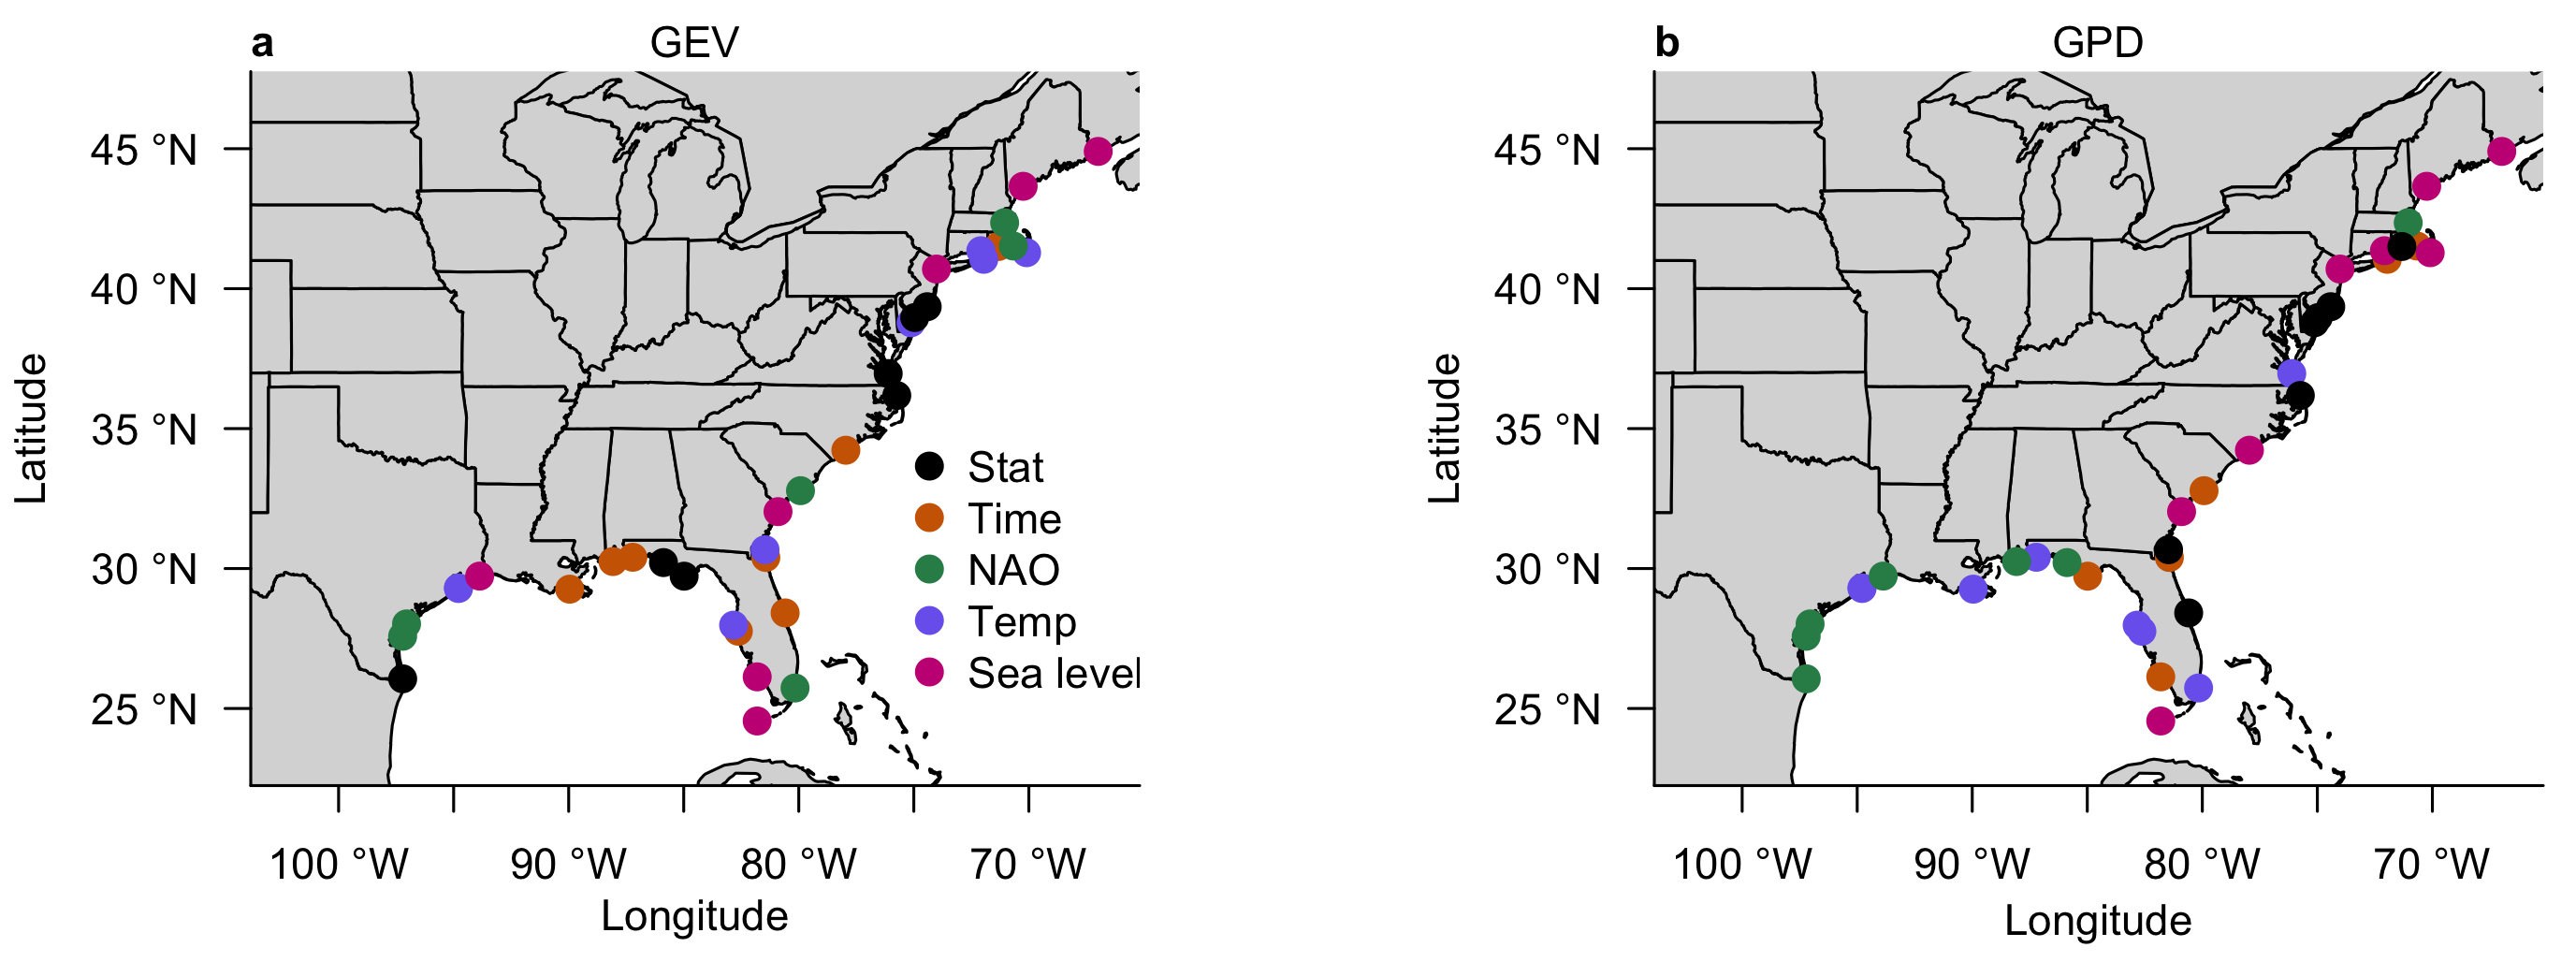 a
GEV
45 °N
40 °N
35 °N
30 °N
25 °N
Latitude
Stat
Time
NAO
Temp
Sea level
100 °W
90 °W
80 °W
70 °W
Longitude
b
GPD
45 °N
40 °N
35 °N
30 °N
25 °N
Latitude
100 °W
90 °W
80 °W
70 °W
Longitude